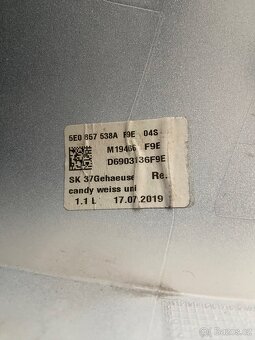 5E0 857 538A F9E 04S
M19466 F9E
D6903136F9E
SK 37Gehaeuse Re.
candy weiss uni
1.1 L 17.07.2019